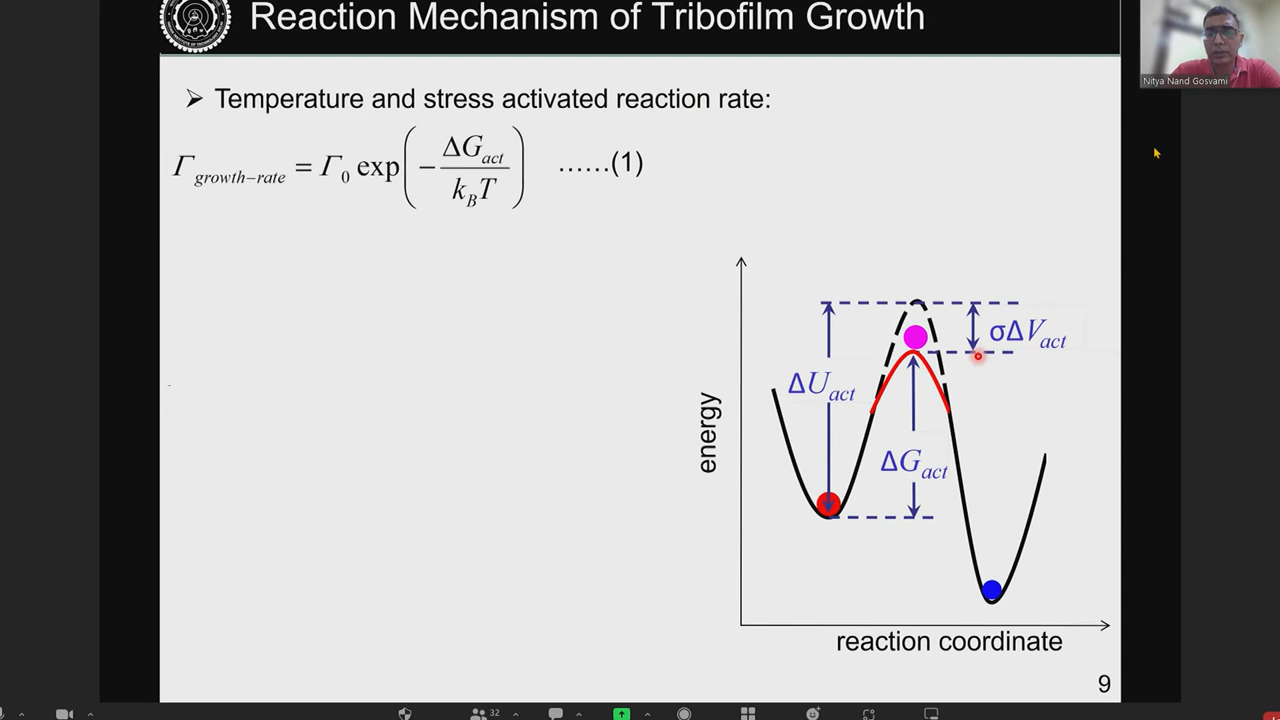 Reaction Mechanism of Tribofilm Growth
Nitya Nand Gosvami
➢ Temperature and stress activated reaction rate:
Γ growth–rate = Γ0 exp(−ΔGact / kBT) ......(1)
σΔVact
ΔUact
ΔGact
energy
reaction coordinate
9
32